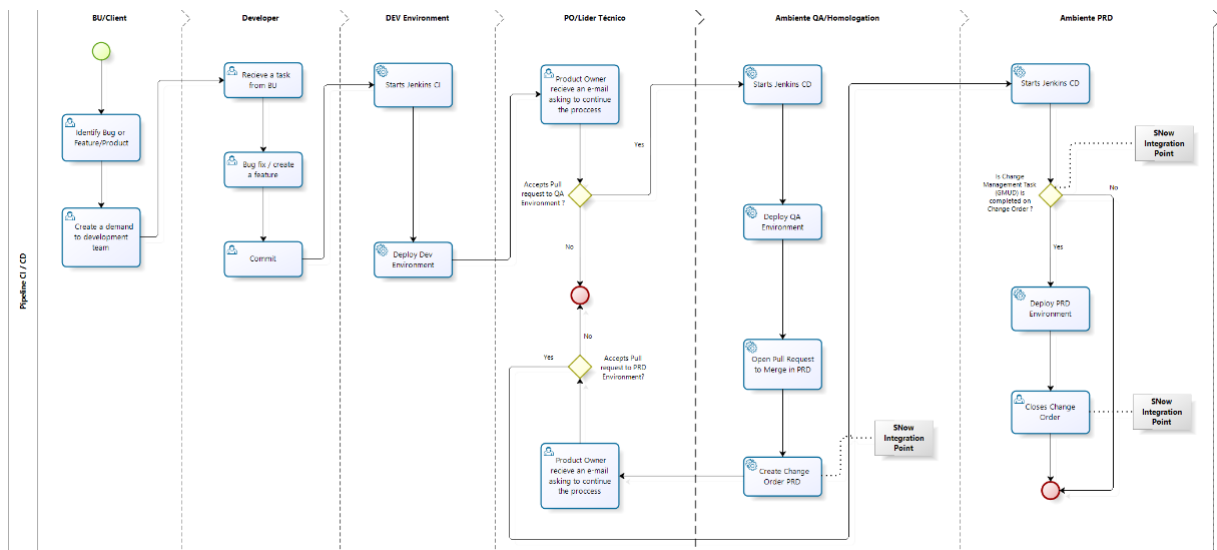 BU/Client
Developer
DEV Environment
PO/Lider Técnico
Ambiente QA/Homologation
Ambiente PRD
Pipeline CI / CD
Identify Bug or
Feature/Product
Create a demand
to development
team
Recieve a task
from BU
Bug fix / create
a feature
Commit
Starts Jenkins CI
Deploy Dev
Environment
Product Owner
recieve an e-mail
asking to continue
the proccess
Yes
Accepts Pull
request to QA
Environment ?
No
No
Yes
Accepts Pull
request to PRD
Environment?
Product Owner
recieve an e-mail
asking to continue
the proccess
Starts Jenkins CD
Deploy QA
Environment
Open Pull Request
to Merge in PRD
SNow
Integration
Point
Create Change
Order PRD
Starts Jenkins CD
SNow
Integration
Point
Is Change
Management Task
(GMUD) is
completed on
Change Order ?
No
Yes
Deploy PRD
Environment
Closes Change
Order
SNow
Integration
Point